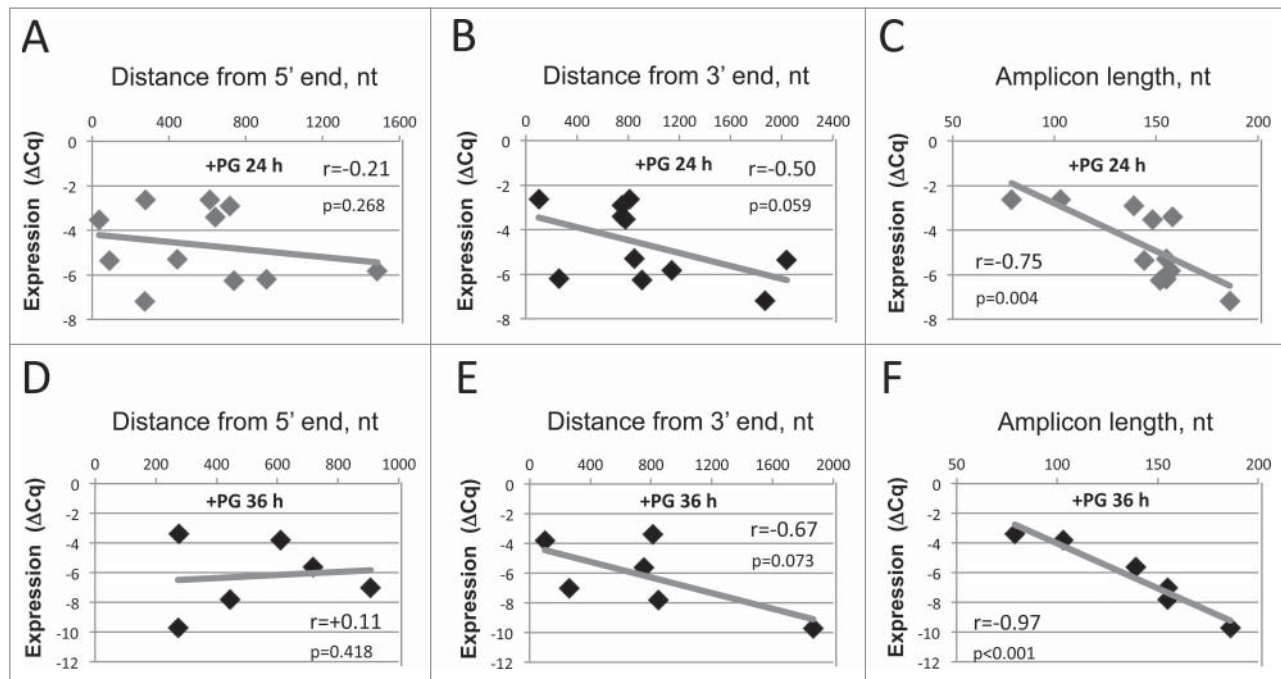 A
Distance from 5' end, nt
0 400 800 1200 1600
0
-2
-4
-6
-8
Expression (ΔCq)
+PG 24 h
r=-0.21
p=0.268
B
Distance from 3' end, nt
0 400 800 1200 1600 2000 2400
0
-2
-4
-6
-8
Expression (ΔCq)
+PG 24 h
r=-0.50
p=0.059
C
Amplicon length, nt
50 100 150 200
0
-2
-4
-6
-8
Expression (ΔCq)
+PG 24 h
r=-0.75
p=0.004
D
Distance from 5' end, nt
0 200 400 600 800 1000
0
-2
-4
-6
-8
-10
-12
Expression (ΔCq)
+PG 36 h
r=+0.11
p=0.418
E
Distance from 3' end, nt
0 400 800 1200 1600 2000
0
-2
-4
-6
-8
-10
-12
Expression (ΔCq)
+PG 36 h
r=-0.67
p=0.073
F
Amplicon length, nt
50 100 150 200
0
-2
-4
-6
-8
-10
-12
Expression (ΔCq)
+PG 36 h
r=-0.97
p<0.001